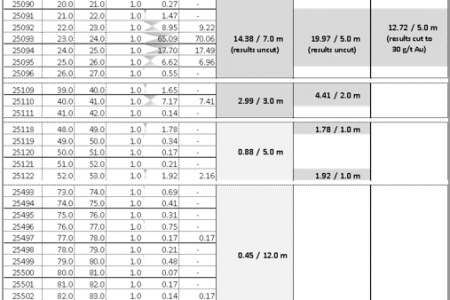 25090 20.0 21.0 1.0 0.27 -
25091 21.0 22.0 1.0 1.47 -
25092 22.0 23.0 1.0 8.95 9.22
25093 23.0 24.0 1.0 65.09 70.06
25094 24.0 25.0 1.0 17.70 17.49
25095 25.0 26.0 1.0 6.62 6.96
25096 26.0 27.0 1.0 0.55 -
14.38 / 7.0 m
(results uncut)
19.97 / 5.0 m
(results uncut)
12.72 / 5.0 m
(results cut to
30 g/t Au)
25109 39.0 40.0 1.0 1.65 -
25110 40.0 41.0 1.0 7.17 7.41
25111 41.0 42.0 1.0 0.14 -
2.99 / 3.0 m
4.41 / 2.0 m
25118 48.0 49.0 1.0 1.78 -
25119 49.0 50.0 1.0 0.34 -
25120 50.0 51.0 1.0 0.17 -
25121 51.0 52.0 1.0 0.21 -
25122 52.0 53.0 1.0 1.92 2.16
0.88 / 5.0 m
1.78 / 1.0 m
1.92 / 1.0 m
25493 73.0 74.0 1.0 0.69 -
25494 74.0 75.0 1.0 0.41 -
25495 75.0 76.0 1.0 0.31 -
25496 76.0 77.0 1.0 0.75 -
25497 77.0 78.0 1.0 0.17 0.17
25498 78.0 79.0 1.0 0.21 -
25499 79.0 80.0 1.0 0.48 -
25500 80.0 81.0 1.0 0.07 -
25501 81.0 82.0 1.0 0.17 -
25502 82.0 83.0 1.0 0.14 0.17
0.45 / 12.0 m